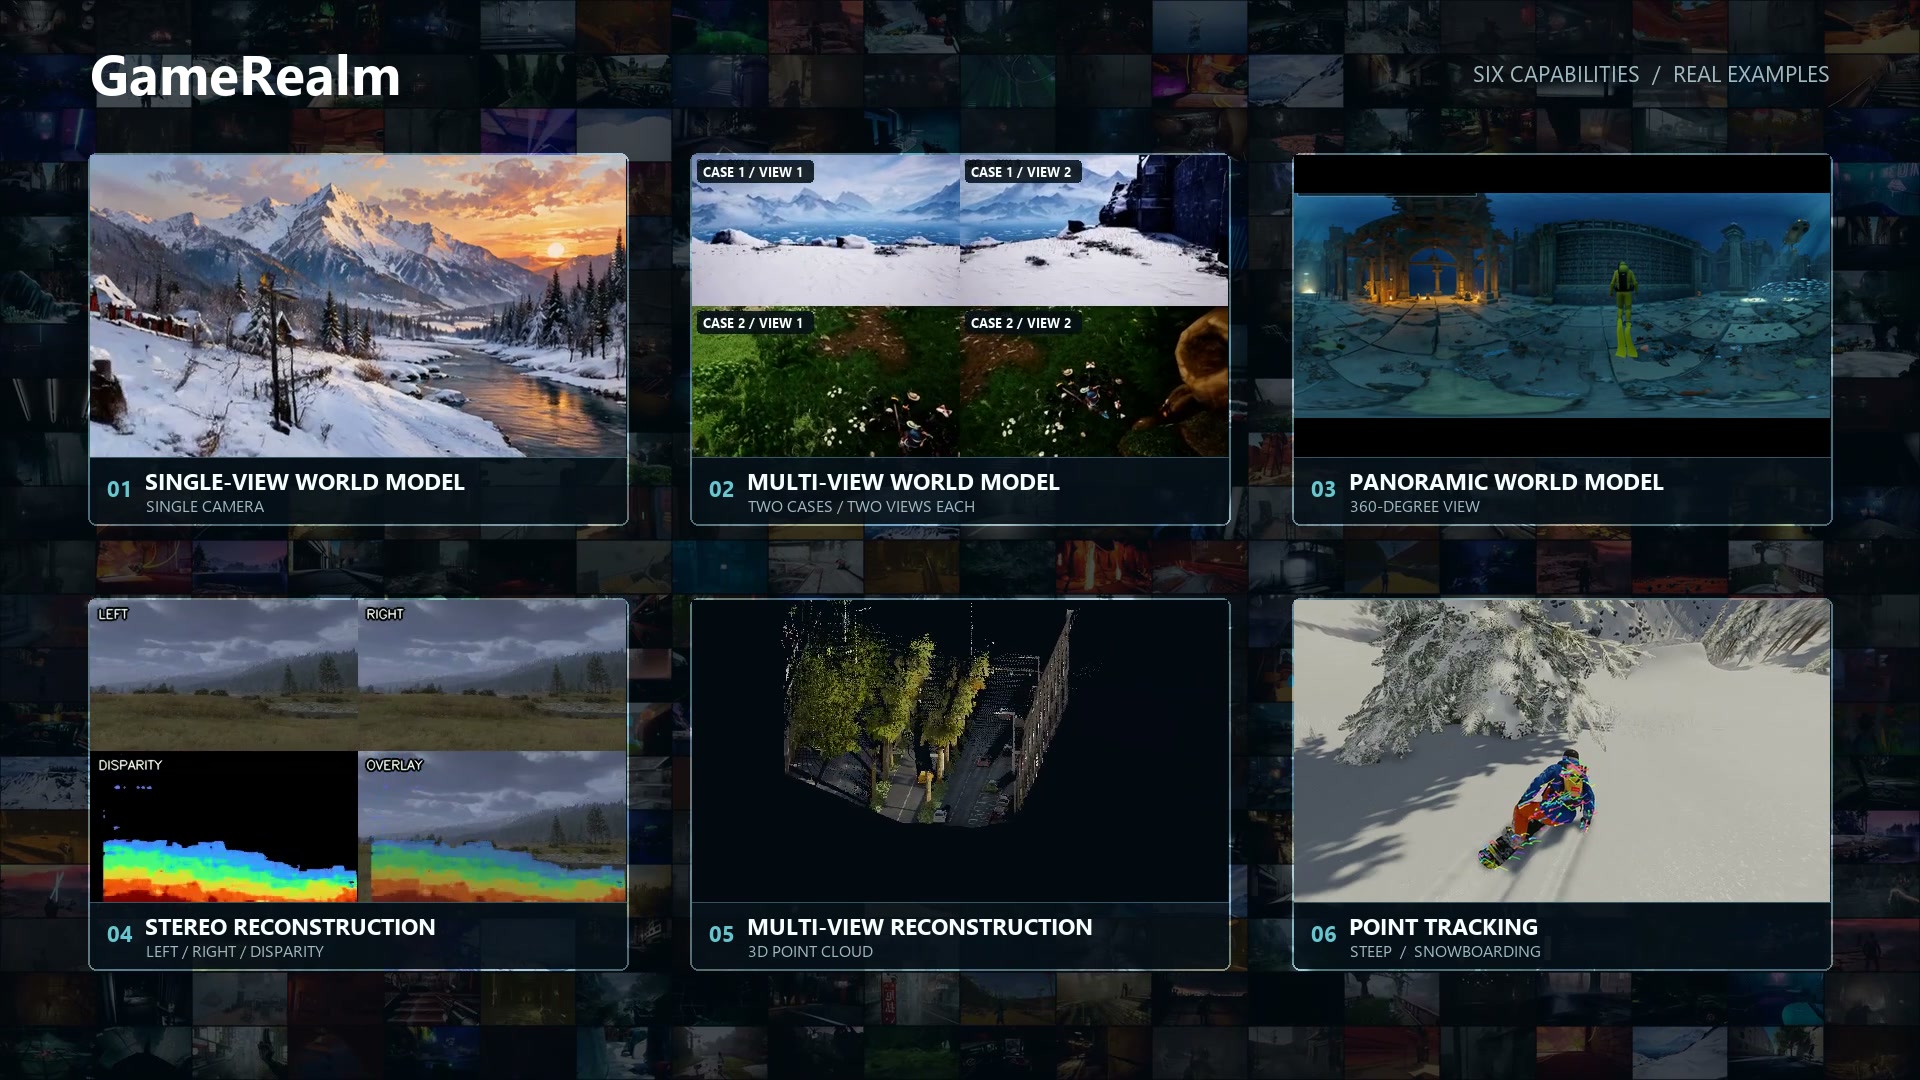 GameRealm
SIX CAPABILITIES / REAL EXAMPLES
CASE 1 / VIEW 1
CASE 1 / VIEW 2
CASE 2 / VIEW 1
CASE 2 / VIEW 2
01 SINGLE-VIEW WORLD MODEL
SINGLE CAMERA
02 MULTI-VIEW WORLD MODEL
TWO CASES / TWO VIEWS EACH
03 PANORAMIC WORLD MODEL
360-DEGREE VIEW
LEFT
RIGHT
DISPARITY
OVERLAY
04 STEREO RECONSTRUCTION
LEFT / RIGHT / DISPARITY
05 MULTI-VIEW RECONSTRUCTION
3D POINT CLOUD
06 POINT TRACKING
STEEP / SNOWBOARDING